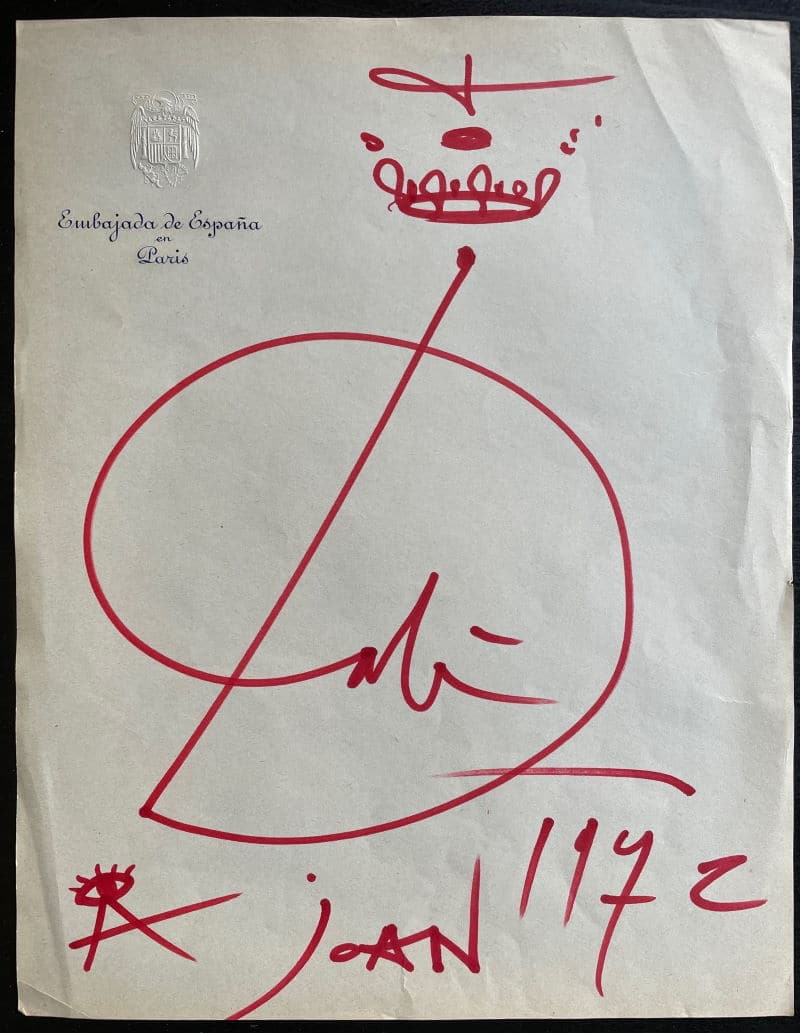 Embajada de España
en
Paris
Dalí
1972
A joAN